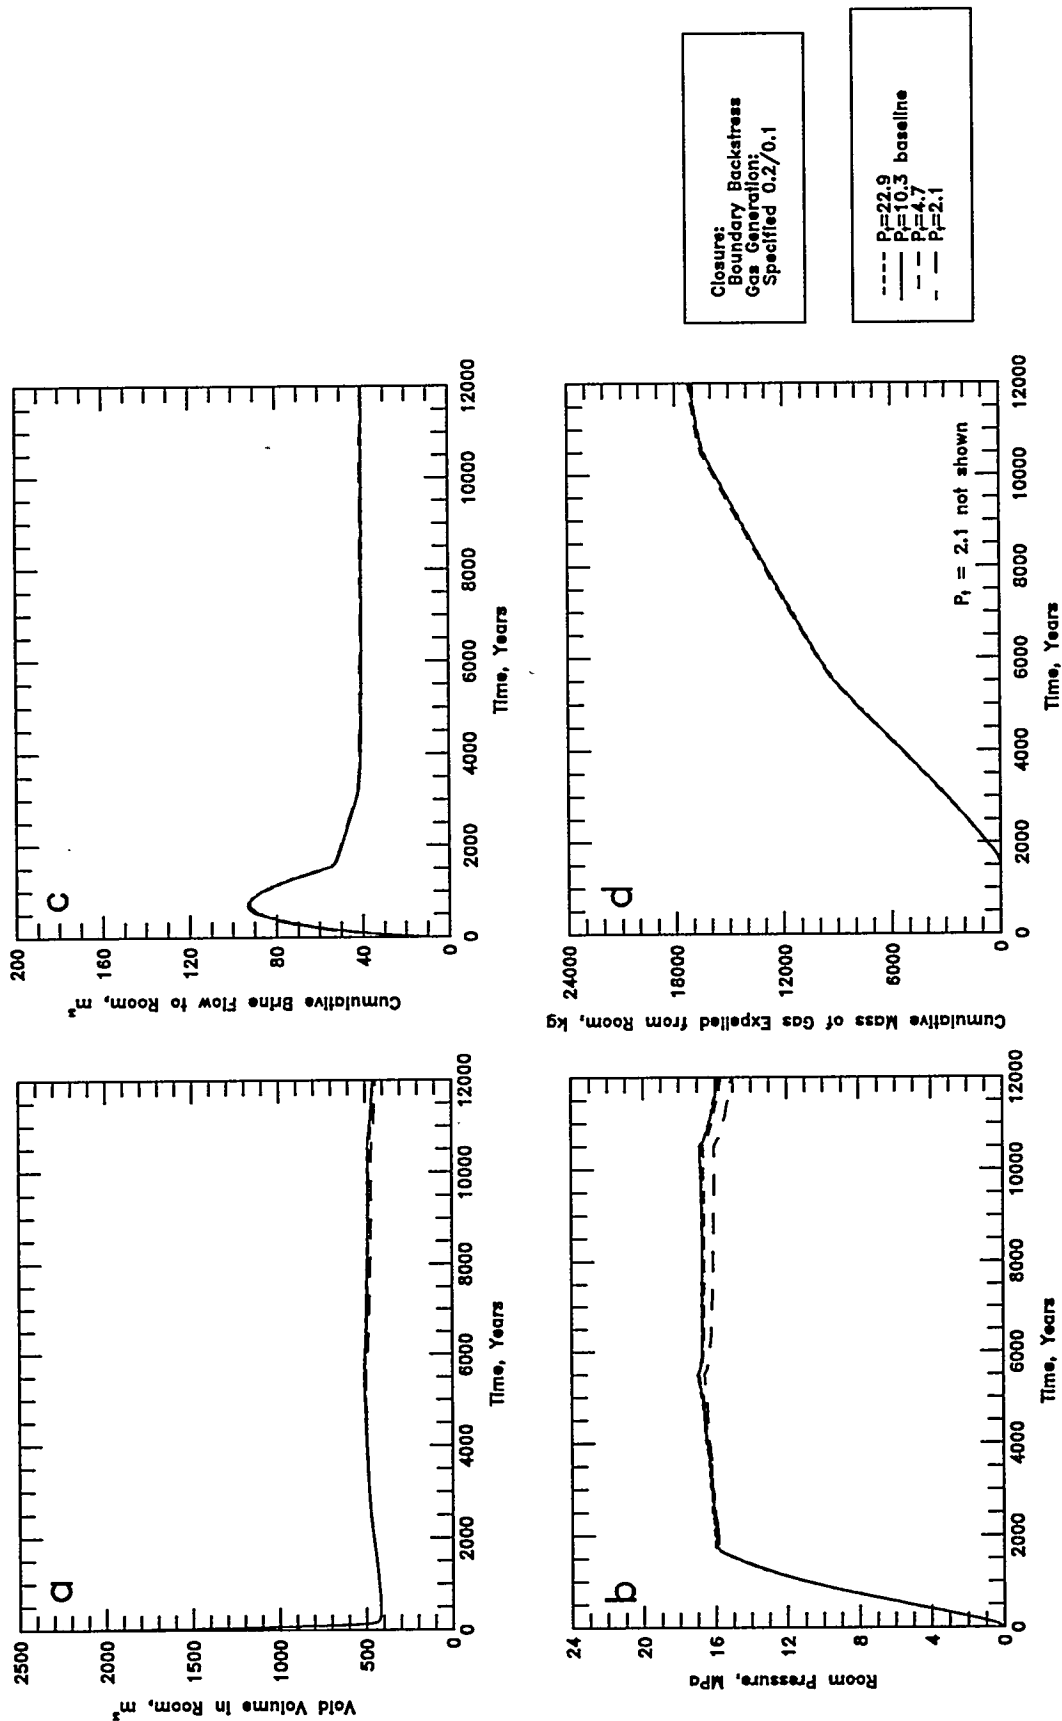 a
2500
2000
1500
1000
500
0
Void Volume in Room, m³
0 2000 4000 6000 8000 10000 12000
Time, Years
c
200
160
120
80
40
0
Cumulative Brine Flow to Room, m³
0 2000 4000 6000 8000 10000 12000
Time, Years
b
24
20
16
12
8
4
0
Room Pressure, MPa
0 2000 4000 6000 8000 10000 12000
Time, Years
d
24000
18000
12000
6000
0
Cumulative Mass of Gas Expelled from Room, kg
P_t = 2.1 not shown
0 2000 4000 6000 8000 10000 12000
Time, Years
Closure:
Boundary Backstress
Gas Generation:
Specified 0.2/0.1
P_t=22.9
P_t=10.3 baseline
P_t=4.7
P_t=2.1